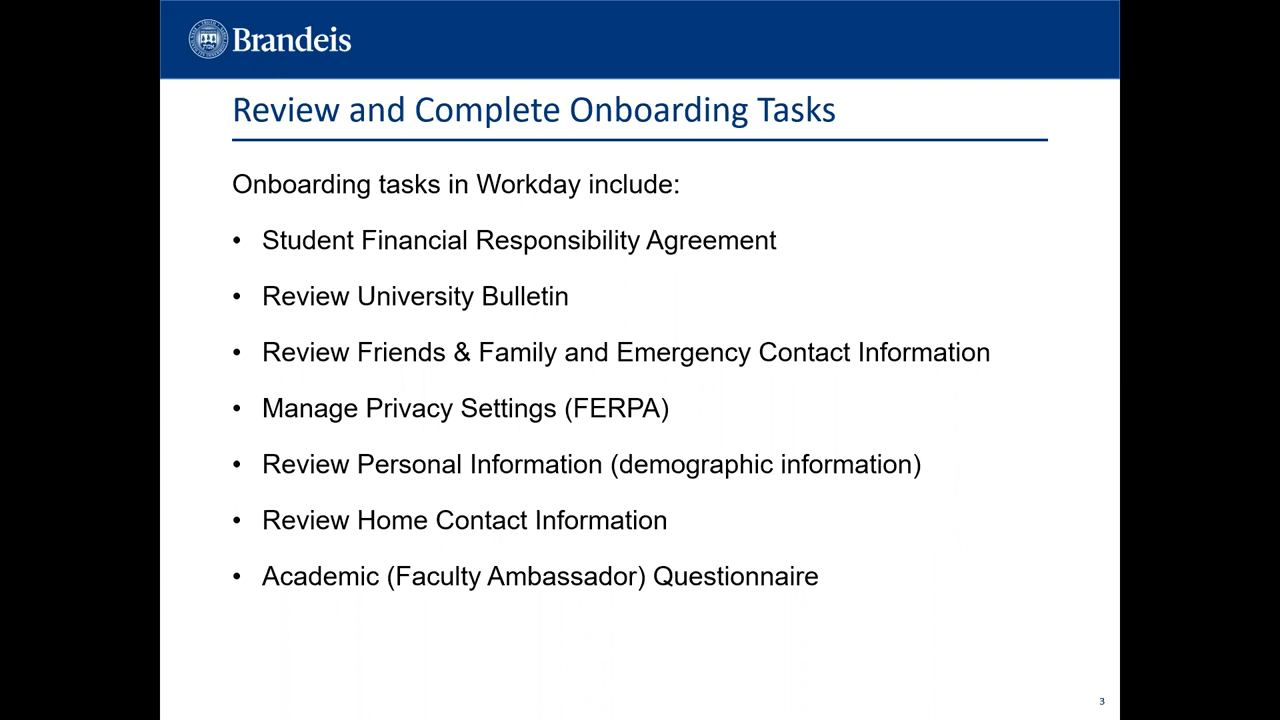 Brandeis
Review and Complete Onboarding Tasks
Onboarding tasks in Workday include:
• Student Financial Responsibility Agreement
• Review University Bulletin
• Review Friends & Family and Emergency Contact Information
• Manage Privacy Settings (FERPA)
• Review Personal Information (demographic information)
• Review Home Contact Information
• Academic (Faculty Ambassador) Questionnaire
3